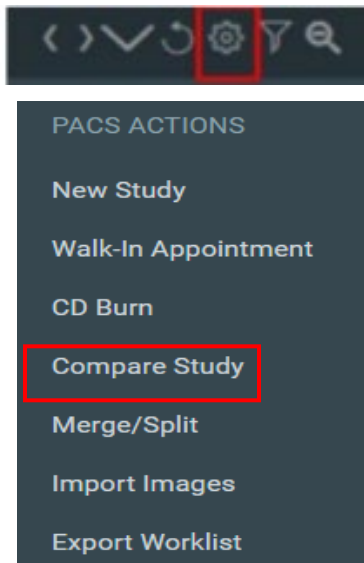 PACS ACTIONS
New Study
Walk-In Appointment
CD Burn
Compare Study
Merge/Split
Import Images
Export Worklist